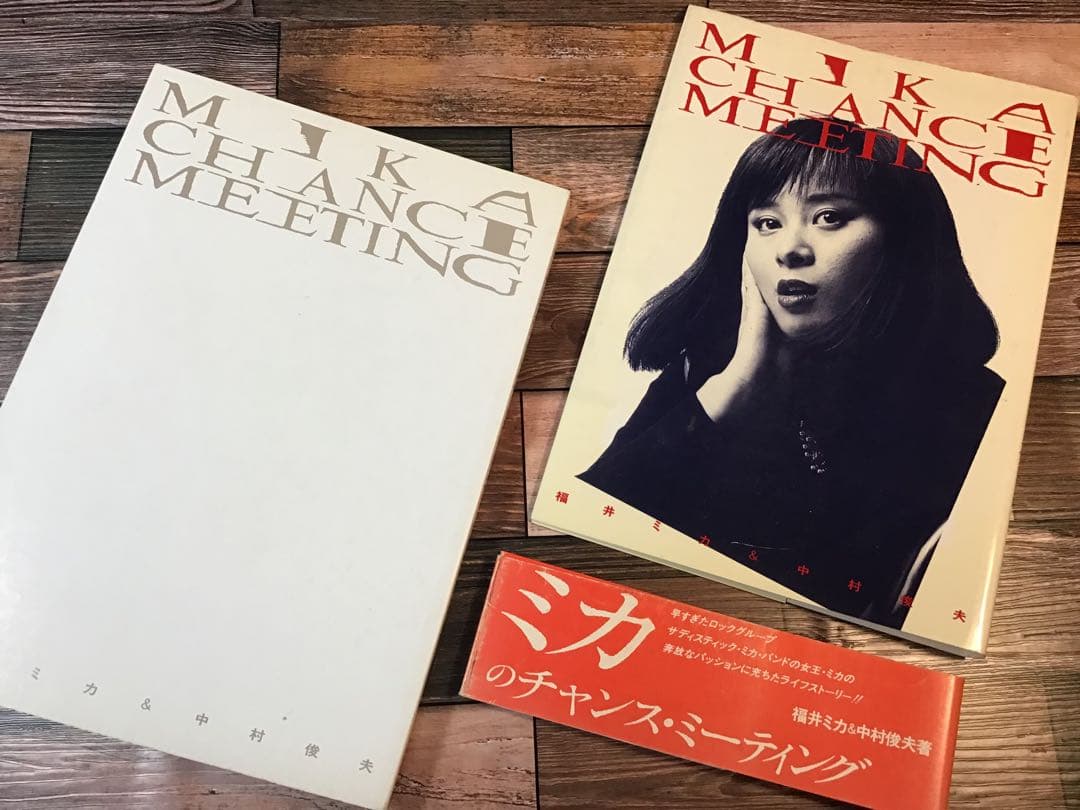 MIKA
CHANCE
MEETING
ミカ&中村俊夫
MIKA
CHANCE
MEETING
福井ミカ&中村俊夫
ミカ
のチャンス・ミーティング
早すぎたロックグループ
サディスティック・ミカ・バンドの女王・ミカの
奔放なパッションに充ちたライフストーリー!!
福井ミカ&中村俊夫著